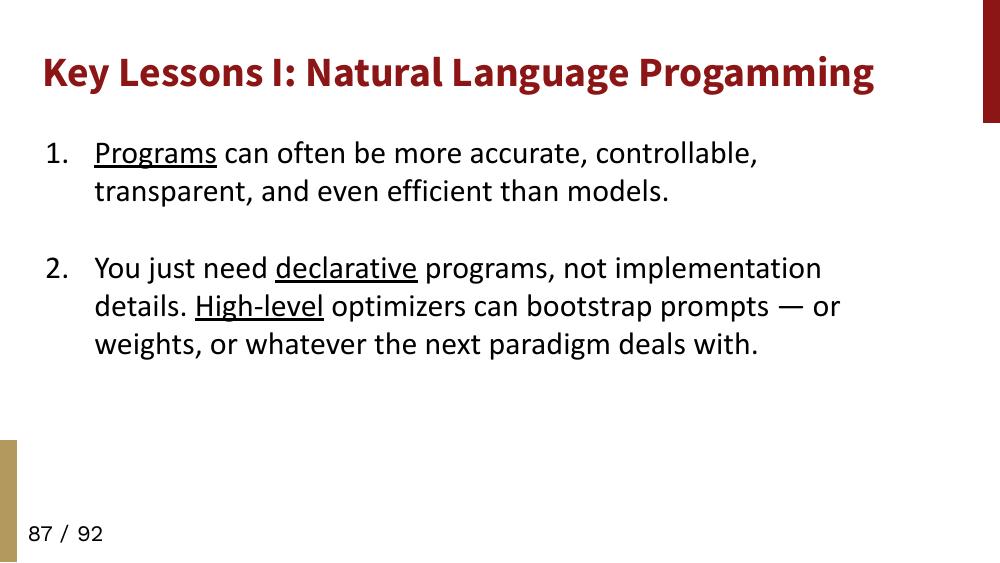 Key Lessons I: Natural Language Progamming
1. Programs can often be more accurate, controllable,
transparent, and even efficient than models.
2. You just need declarative programs, not implementation
details. High-level optimizers can bootstrap prompts — or
weights, or whatever the next paradigm deals with.
87 / 92